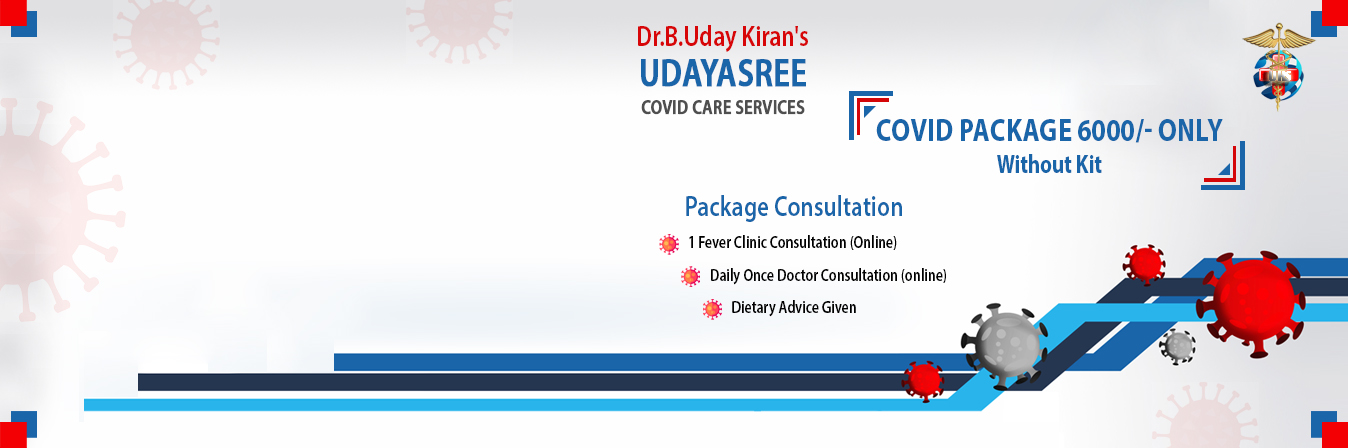 Dr.B.Uday Kiran's
UDAYASREE
COVID CARE SERVICES
COVID PACKAGE 6000/- ONLY
Without Kit
Package Consultation
1 Fever Clinic Consultation (Online)
Daily Once Doctor Consultation (online)
Dietary Advice Given